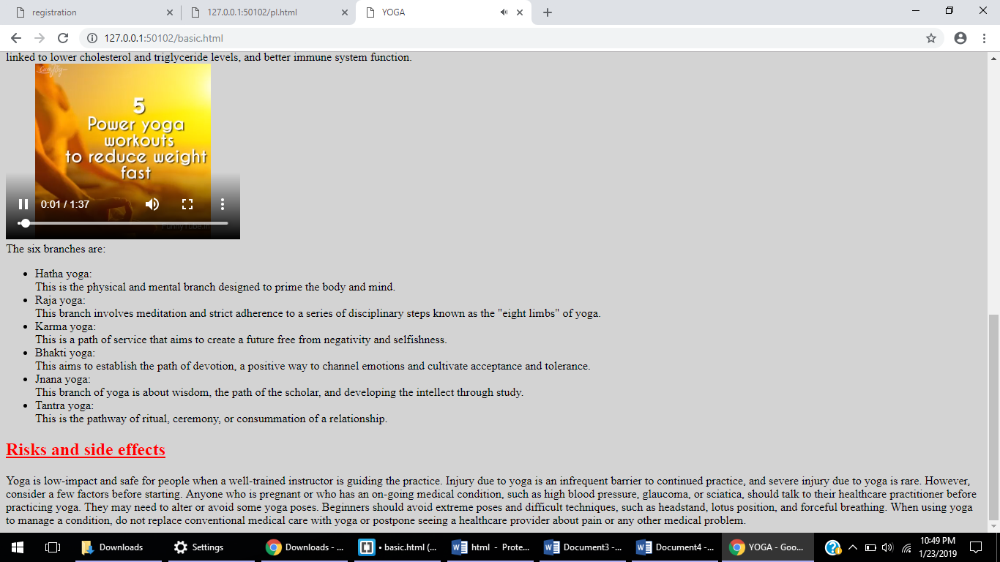 registration
127.0.0.1:50102/pl.html
YOGA
127.0.0.1:50102/basic.html
linked to lower cholesterol and triglyceride levels, and better immune system function.
5
Power yoga
workouts
to reduce weight
fast
0:01 / 1:37
FunnyTube.in
The six branches are:
• Hatha yoga:
This is the physical and mental branch designed to prime the body and mind.
• Raja yoga:
This branch involves meditation and strict adherence to a series of disciplinary steps known as the "eight limbs" of yoga.
• Karma yoga:
This is a path of service that aims to create a future free from negativity and selfishness.
• Bhakti yoga:
This aims to establish the path of devotion, a positive way to channel emotions and cultivate acceptance and tolerance.
• Jnana yoga:
This branch of yoga is about wisdom, the path of the scholar, and developing the intellect through study.
• Tantra yoga:
This is the pathway of ritual, ceremony, or consummation of a relationship.
Risks and side effects
Yoga is low-impact and safe for people when a well-trained instructor is guiding the practice. Injury due to yoga is an infrequent barrier to continued practice, and severe injury due to yoga is rare. However,
consider a few factors before starting. Anyone who is pregnant or who has an on-going medical condition, such as high blood pressure, glaucoma, or sciatica, should talk to their healthcare practitioner before
practicing yoga. They may need to alter or avoid some yoga poses. Beginners should avoid extreme poses and difficult techniques, such as headstand, lotus position, and forceful breathing. When using yoga
to manage a condition, do not replace conventional medical care with yoga or postpone seeing a healthcare provider about pain or any other medical problem.
Downloads
Settings
Downloads - ...
• basic.html (...
html - Prote...
Document3 -...
Document4 -...
YOGA - Goo...
10:49 PM
1/23/2019